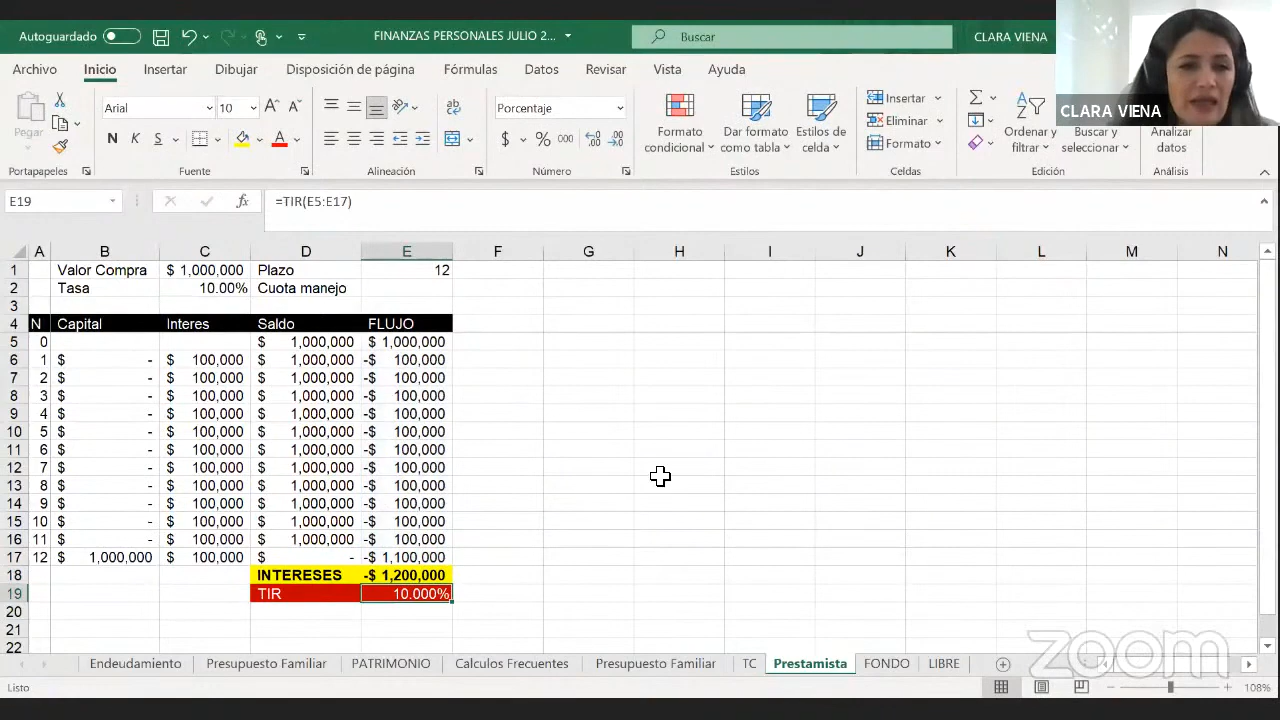 Autoguardado FINANZAS PERSONALES JULIO 2... Buscar CLARA VIENA
Archivo Inicio Insertar Dibujar Disposición de página Fórmulas Datos Revisar Vista Ayuda
CLARA VIENA
Pegar Arial 10 N K S A Porcentaje $ % 000
Formato condicional Dar formato como tabla Estilos de celda
Insertar Eliminar Formato
Ordenar y filtrar Buscar y seleccionar Analizar datos
Portapapeles Fuente Alineación Número Estilos Celdas Análisis
E19 fx =TIR(E5:E17)
A B C D E F G H I J K L M N
1 Valor Compra $ 1,000,000 Plazo 12
2 Tasa 10.00% Cuota manejo
3
4 N Capital Interes Saldo FLUJO
5 0 $ 1,000,000 $ 1,000,000
6 1 $ - $ 100,000 $ 1,000,000 -$ 100,000
7 2 $ - $ 100,000 $ 1,000,000 -$ 100,000
8 3 $ - $ 100,000 $ 1,000,000 -$ 100,000
9 4 $ - $ 100,000 $ 1,000,000 -$ 100,000
10 5 $ - $ 100,000 $ 1,000,000 -$ 100,000
11 6 $ - $ 100,000 $ 1,000,000 -$ 100,000
12 7 $ - $ 100,000 $ 1,000,000 -$ 100,000
13 8 $ - $ 100,000 $ 1,000,000 -$ 100,000
14 9 $ - $ 100,000 $ 1,000,000 -$ 100,000
15 10 $ - $ 100,000 $ 1,000,000 -$ 100,000
16 11 $ - $ 100,000 $ 1,000,000 -$ 100,000
17 12 $ 1,000,000 $ 100,000 $ - -$ 1,100,000
18 INTERESES -$ 1,200,000
19 TIR 10.000%
20
21
22
zoom
Endeudamiento Presupuesto Familiar PATRIMONIO Calculos Frecuentes Presupuesto Familiar TC Prestamista FONDO LIBRE
Listo 108%